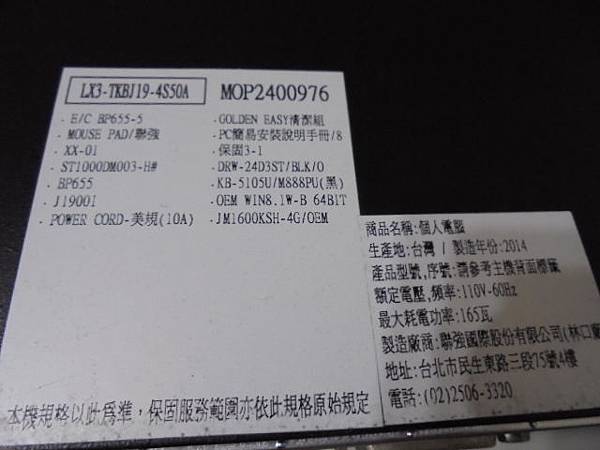 LX3-TKBJ19-4S50A
MOP2400976
· E/C BP655-5
· MOUSE PAD/聯強
· XX-01
· ST1000DM003-H#
· BP655
· J19001
· POWER CORD-美規(10A)
· GOLDEN EASY清潔組
· PC簡易安裝說明手冊/8
· 保固3-1
· DRW-24D3ST/BLK/O
· KB-5105U/M888PU(黑)
· OEM WIN8.1W-B 64BIT
· JM1600KSH-4G/OEM
本機規格以此為準，保固服務範圍亦依此規格原始規定
商品名稱:個人電腦
生產地:台灣 / 製造年份:2014
產品型號,序號:請參考主機背面標籤
額定電壓,頻率:110V-60Hz
最大耗電功率:165瓦
製造廠商:聯強國際股份有限公司(林口廠
地址:台北市民生東路三段75號4樓
電話:(02)2506-3320